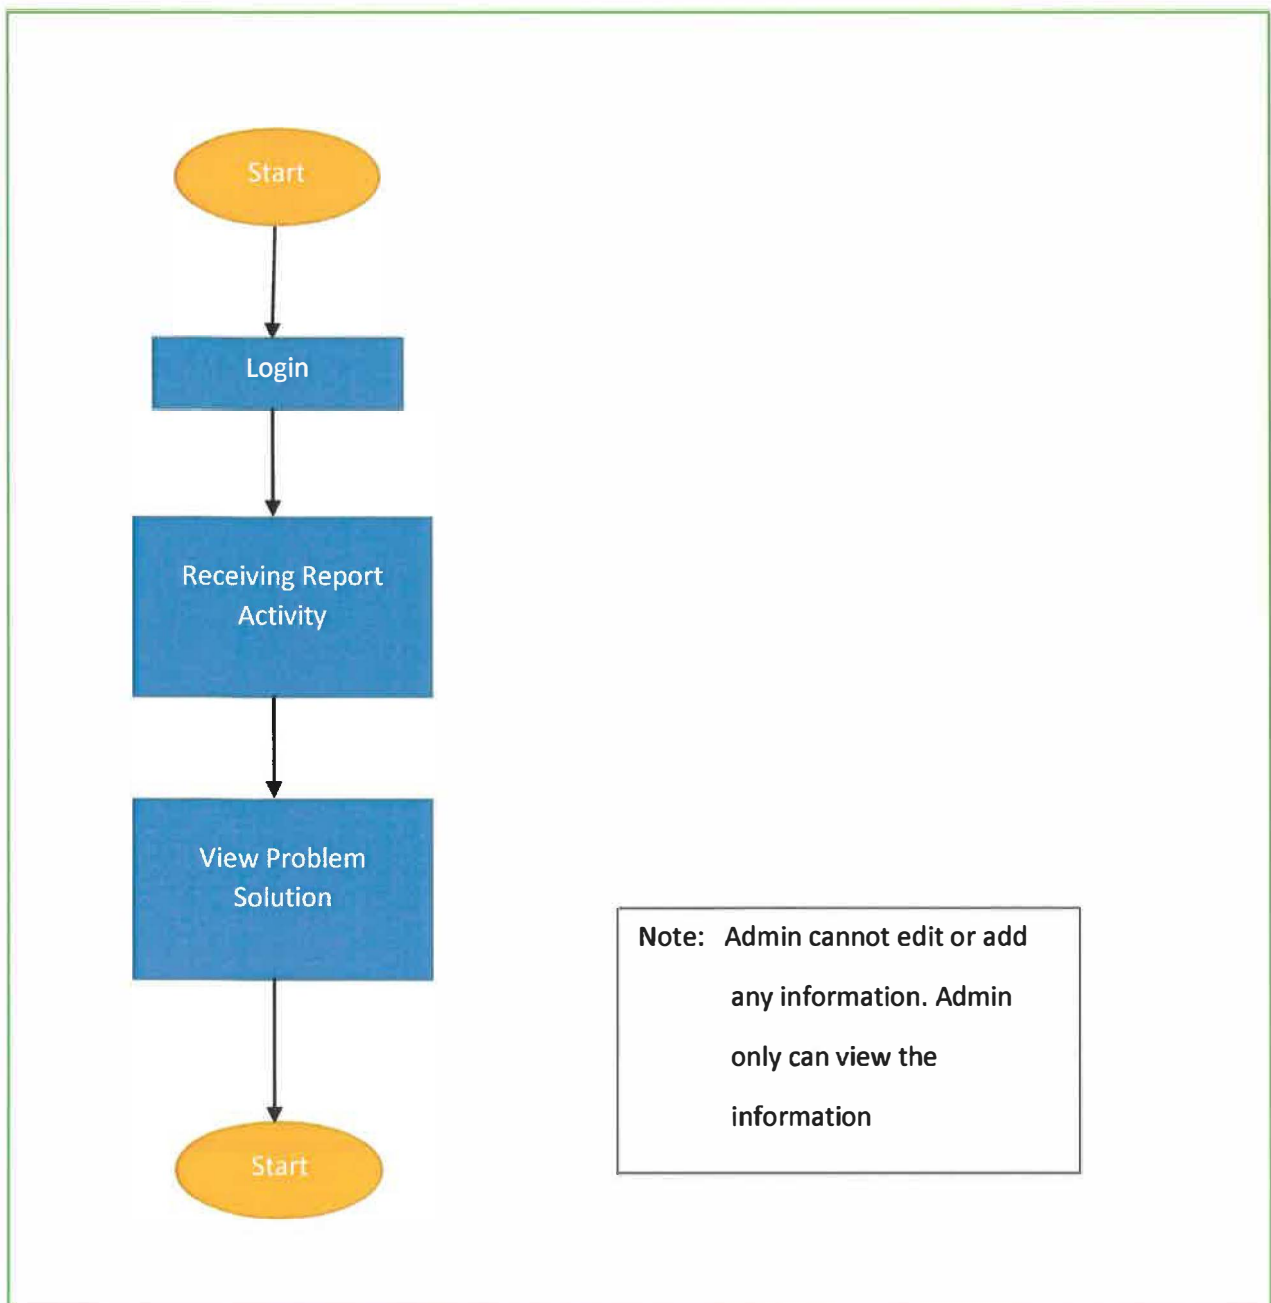 Start
Login
Receiving Report
Activity
View Problem
Solution
Note: Admin cannot edit or add
any information. Admin
only can view the
information
Start